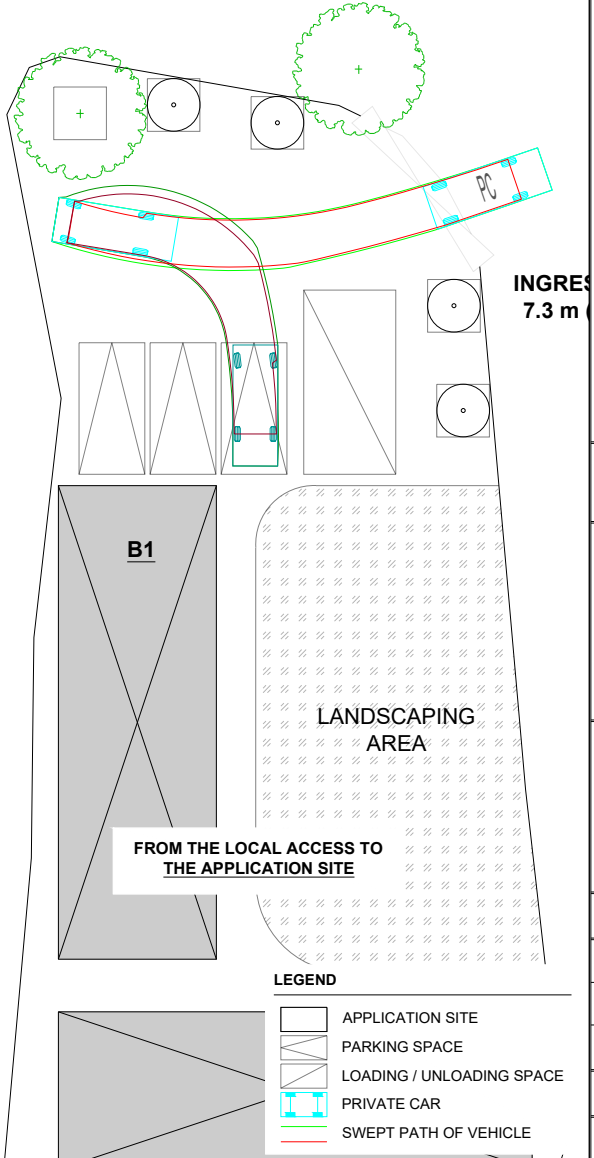 PC
INGRES
7.3 m (
B1
LANDSCAPING
AREA
FROM THE LOCAL ACCESS TO
THE APPLICATION SITE
LEGEND
APPLICATION SITE
PARKING SPACE
LOADING / UNLOADING SPACE
PRIVATE CAR
SWEPT PATH OF VEHICLE